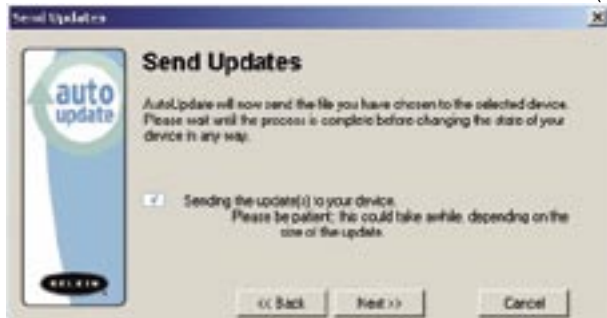 Send Updates
Send Updates
auto
update
AutoUpdate will now send the file you have chosen to the selected device.
Please wait until the process is complete before changing the state of your
device in any way.
Sending the update(s) to your device.
Please be patient; this could take awhile, depending on the
size of the update.
BELKIN
<< Back
Next >>
Cancel